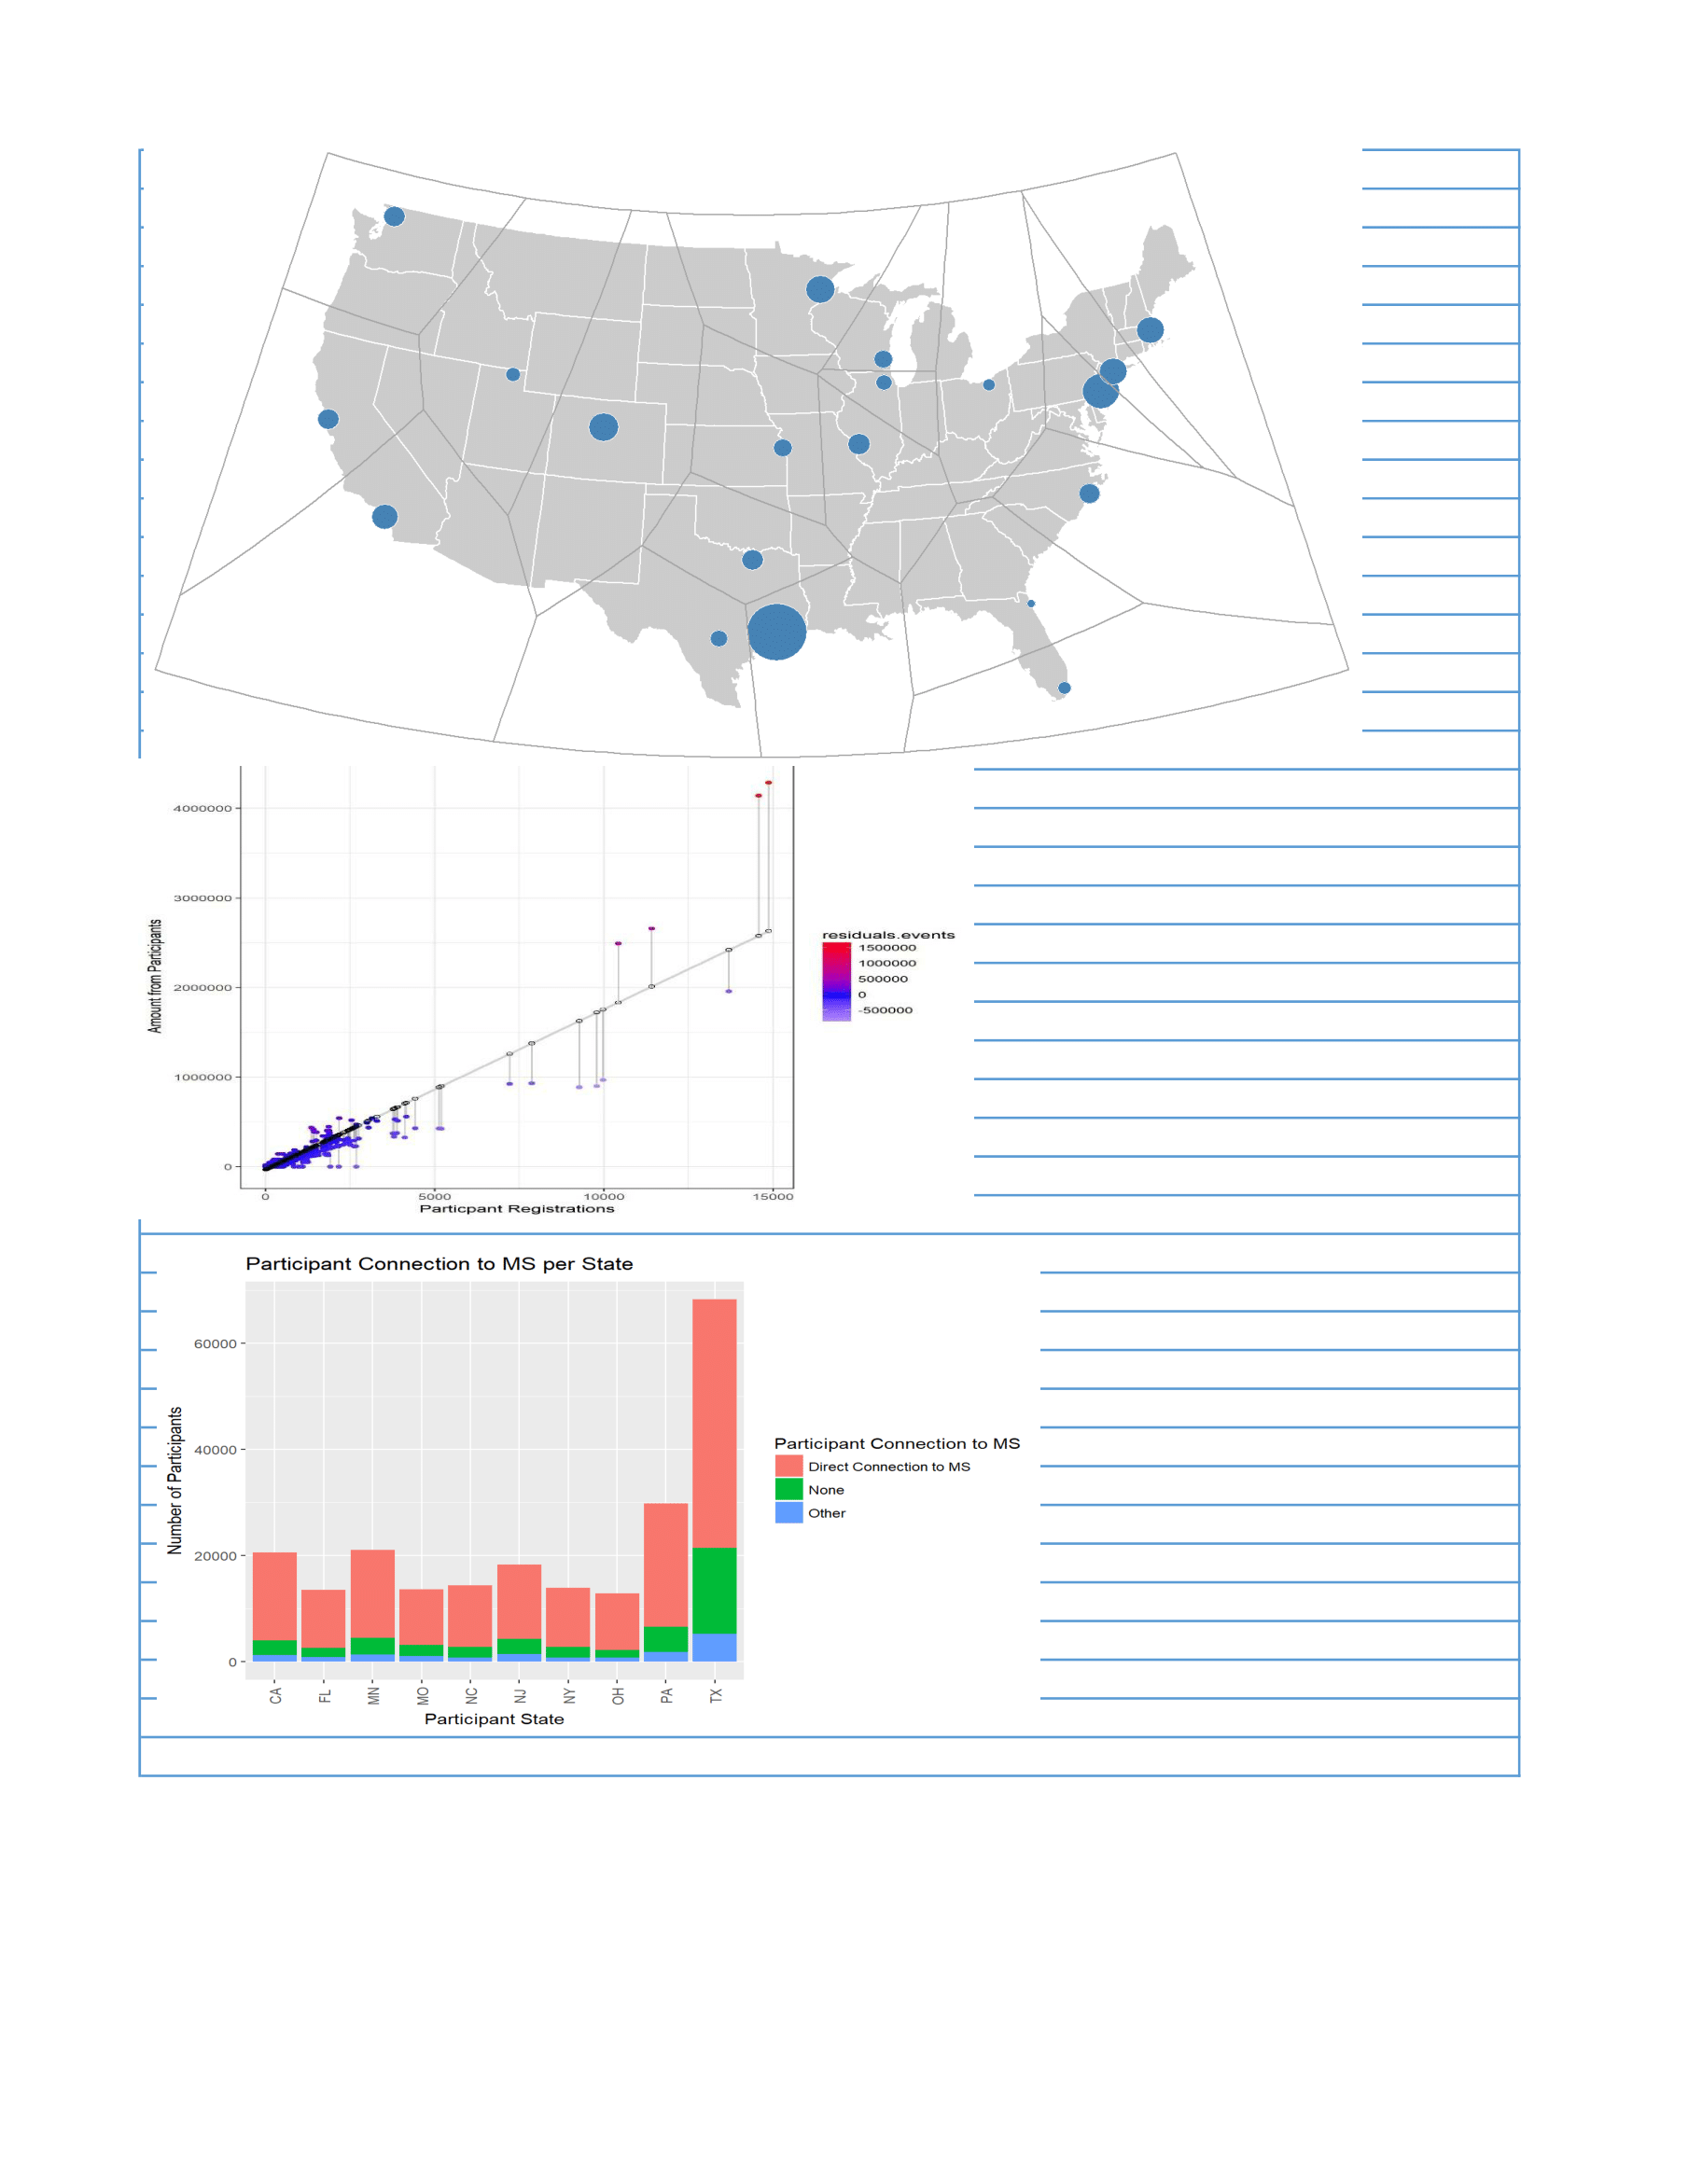 4000000
3000000
2000000
1000000
0
Amount from Participants
0 5000 10000 15000
Particpant Registrations
residuals.events
1500000
1000000
500000
0
-500000
Participant Connection to MS per State
60000
40000
20000
0
Number of Participants
CA FL MN MO NC NJ NY OH PA TX
Participant State
Participant Connection to MS
Direct Connection to MS
None
Other